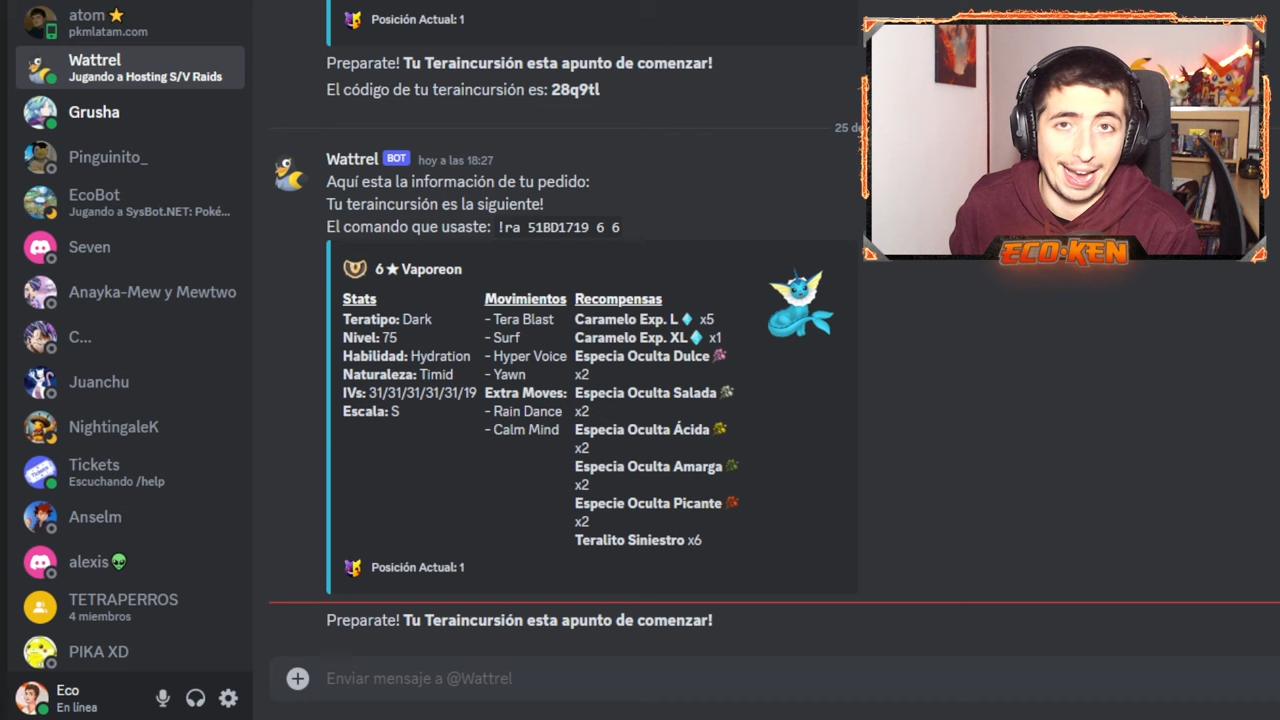 atom
pkmlatam.com
Wattrel
Jugando a Hosting S/V Raids
Grusha
Pinguinito_
EcoBot
Jugando a SysBot.NET: Poké...
Seven
Anayka-Mew y Mewtwo
C...
Juanchu
NightingaleK
Tickets
Escuchando /help
Anselm
alexis
TETRAPERROS
4 miembros
PIKA XD
Eco
En línea
Posición Actual: 1
Preparate! Tu Teraincursión esta apunto de comenzar!
El código de tu teraincursión es: 28q9tl
25 de
Wattrel BOT hoy a las 18:27
Aquí esta la información de tu pedido:
Tu teraincursión es la siguiente!
El comando que usaste: !ra 51BD1719 6 6
6★ Vaporeon
Stats
Teratipo: Dark
Nivel: 75
Habilidad: Hydration
Naturaleza: Timid
IVs: 31/31/31/31/31/19
Escala: S
Movimientos
- Tera Blast
- Surf
- Hyper Voice
- Yawn
Extra Moves:
- Rain Dance
- Calm Mind
Recompensas
Caramelo Exp. L x5
Caramelo Exp. XL x1
Especia Oculta Dulce
x2
Especia Oculta Salada
x2
Especia Oculta Ácida
x2
Especia Oculta Amarga
x2
Especie Oculta Picante
x2
Teralito Siniestro x6
Posición Actual: 1
Preparate! Tu Teraincursión esta apunto de comenzar!
Enviar mensaje a @Wattrel
ECO·KEN